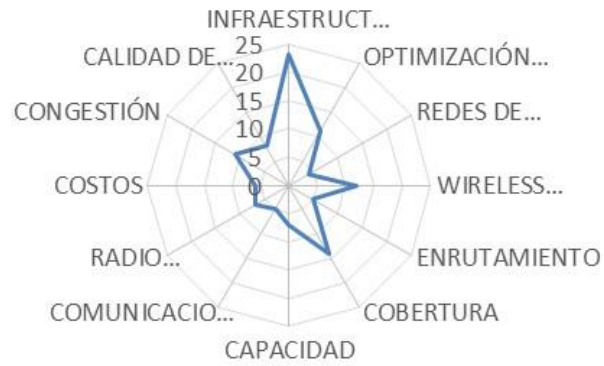 INFRAESTRUCT...
25
CALIDAD DE...
OPTIMIZACIÓN...
20
15
CONGESTIÓN
REDES DE...
10
5
COSTOS
0
WIRELESS...
RADIO...
ENRUTAMIENTO
COMUNICACIO...
COBERTURA
CAPACIDAD